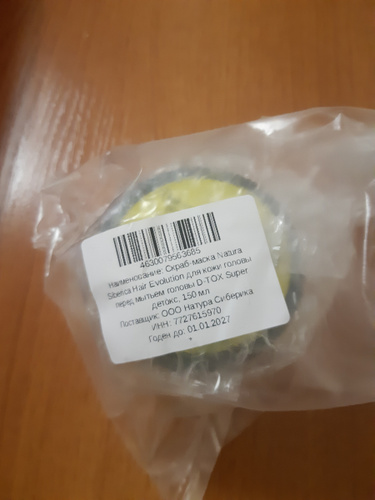 4630079563685
Наименование: Скраб-маска Natura
Siberica Hair Evolution для кожи головы
перед мытьем головы D-TOX Super
детокс, 150 мл
Поставщик: ООО Натура Сиберика
ИНН: 7727615970
Годен до: 01.01.2027